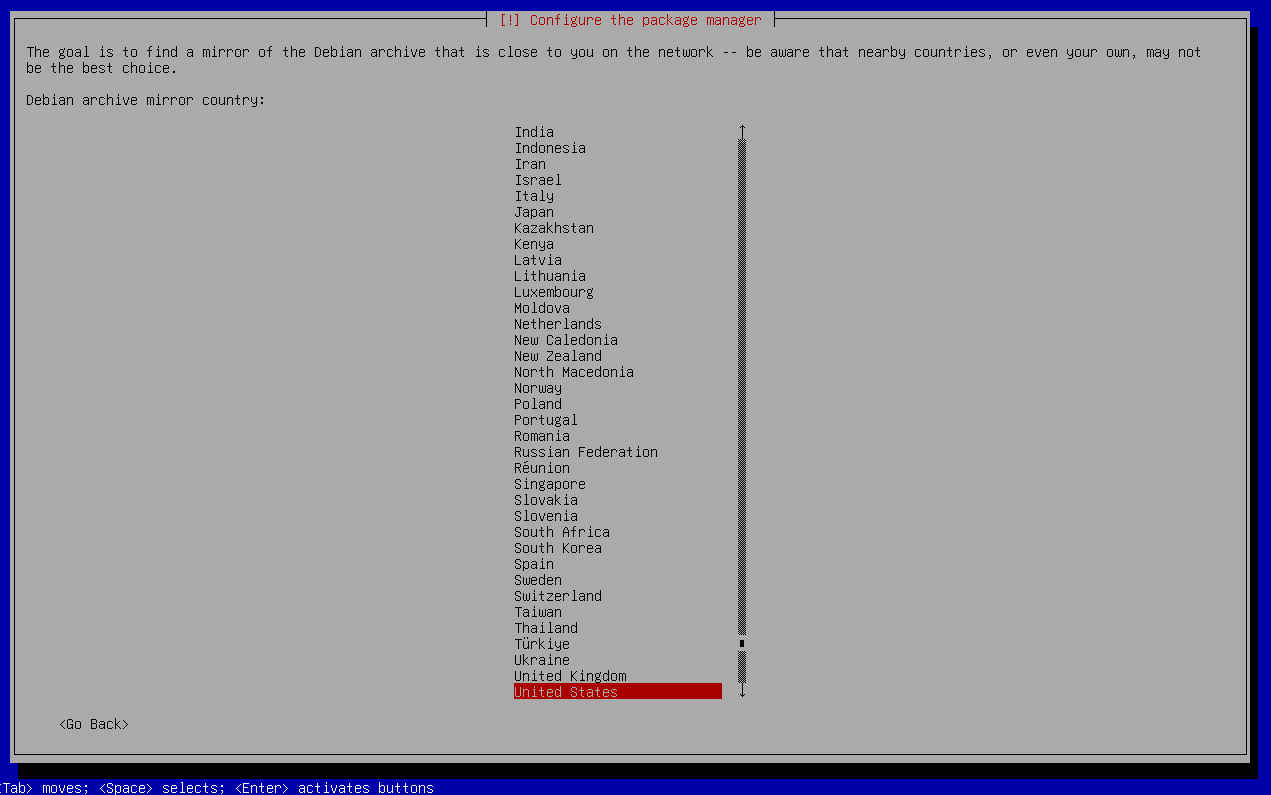 [!] Configure the package manager
The goal is to find a mirror of the Debian archive that is close to you on the network -- be aware that nearby countries, or even your own, may not
be the best choice.
Debian archive mirror country:
India
Indonesia
Iran
Israel
Italy
Japan
Kazakhstan
Kenya
Latvia
Lithuania
Luxembourg
Moldova
Netherlands
New Caledonia
New Zealand
North Macedonia
Norway
Poland
Portugal
Romania
Russian Federation
Réunion
Singapore
Slovakia
Slovenia
South Africa
South Korea
Spain
Sweden
Switzerland
Taiwan
Thailand
Türkiye
Ukraine
United Kingdom
United States
<Go Back>
<Tab> moves; <Space> selects; <Enter> activates buttons